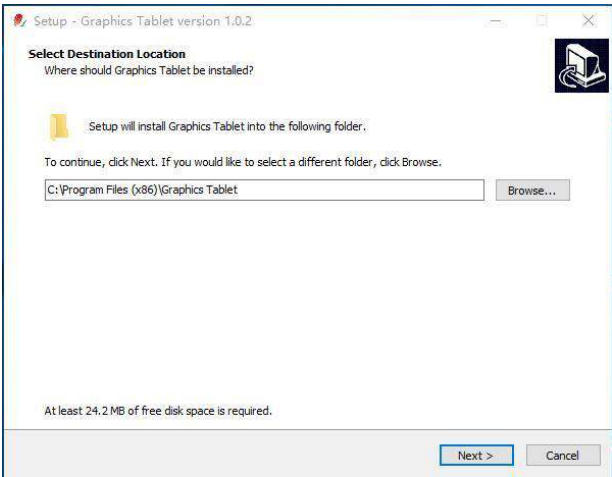 Setup - Graphics Tablet version 1.0.2
Select Destination Location
Where should Graphics Tablet be installed?
Setup will install Graphics Tablet into the following folder.
To continue, click Next. If you would like to select a different folder, click Browse.
C:\Program Files (x86)\Graphics Tablet
Browse...
At least 24.2 MB of free disk space is required.
Next >
Cancel